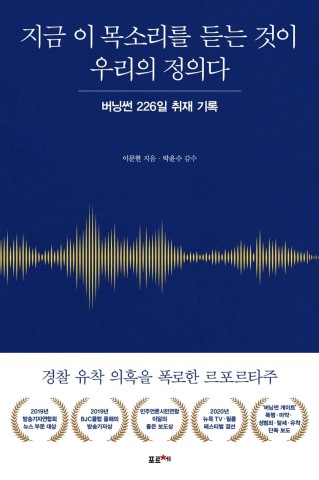 지금 이 목소리를 듣는 것이
우리의 정의다
버닝썬 226일 취재 기록
이문현 지음 · 박윤수 감수
경찰 유착 의혹을 폭로한 르포르타주
2019년
방송기자연합회
뉴스 부문 대상
2019년
BJC클럽 올해의
방송기자상
민주언론시민연합
이달의
좋은 보도상
2020년
뉴욕 TV·필름
페스티벌 결선
'버닝썬 게이트'
폭행·마약·
성범죄·탈세·유착
단독 보도
포르★셰